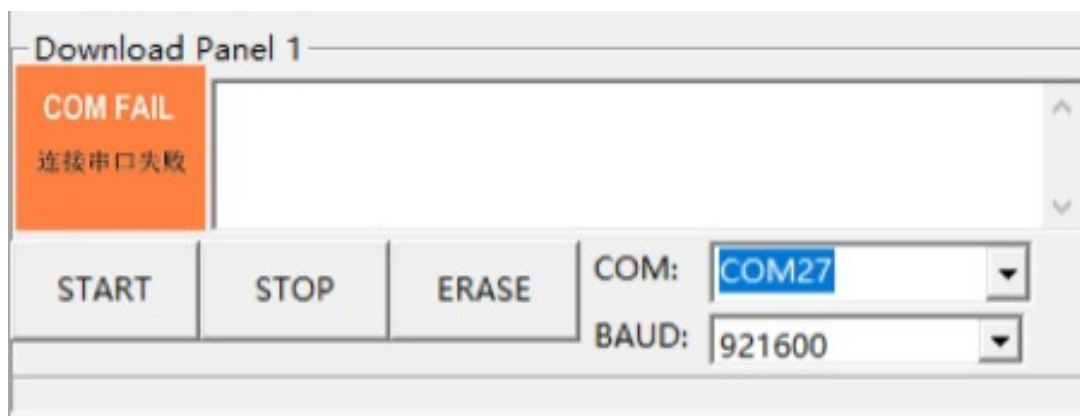 Download Panel 1
COM FAIL
连接串口失败
START
STOP
ERASE
COM:
COM27
BAUD:
921600